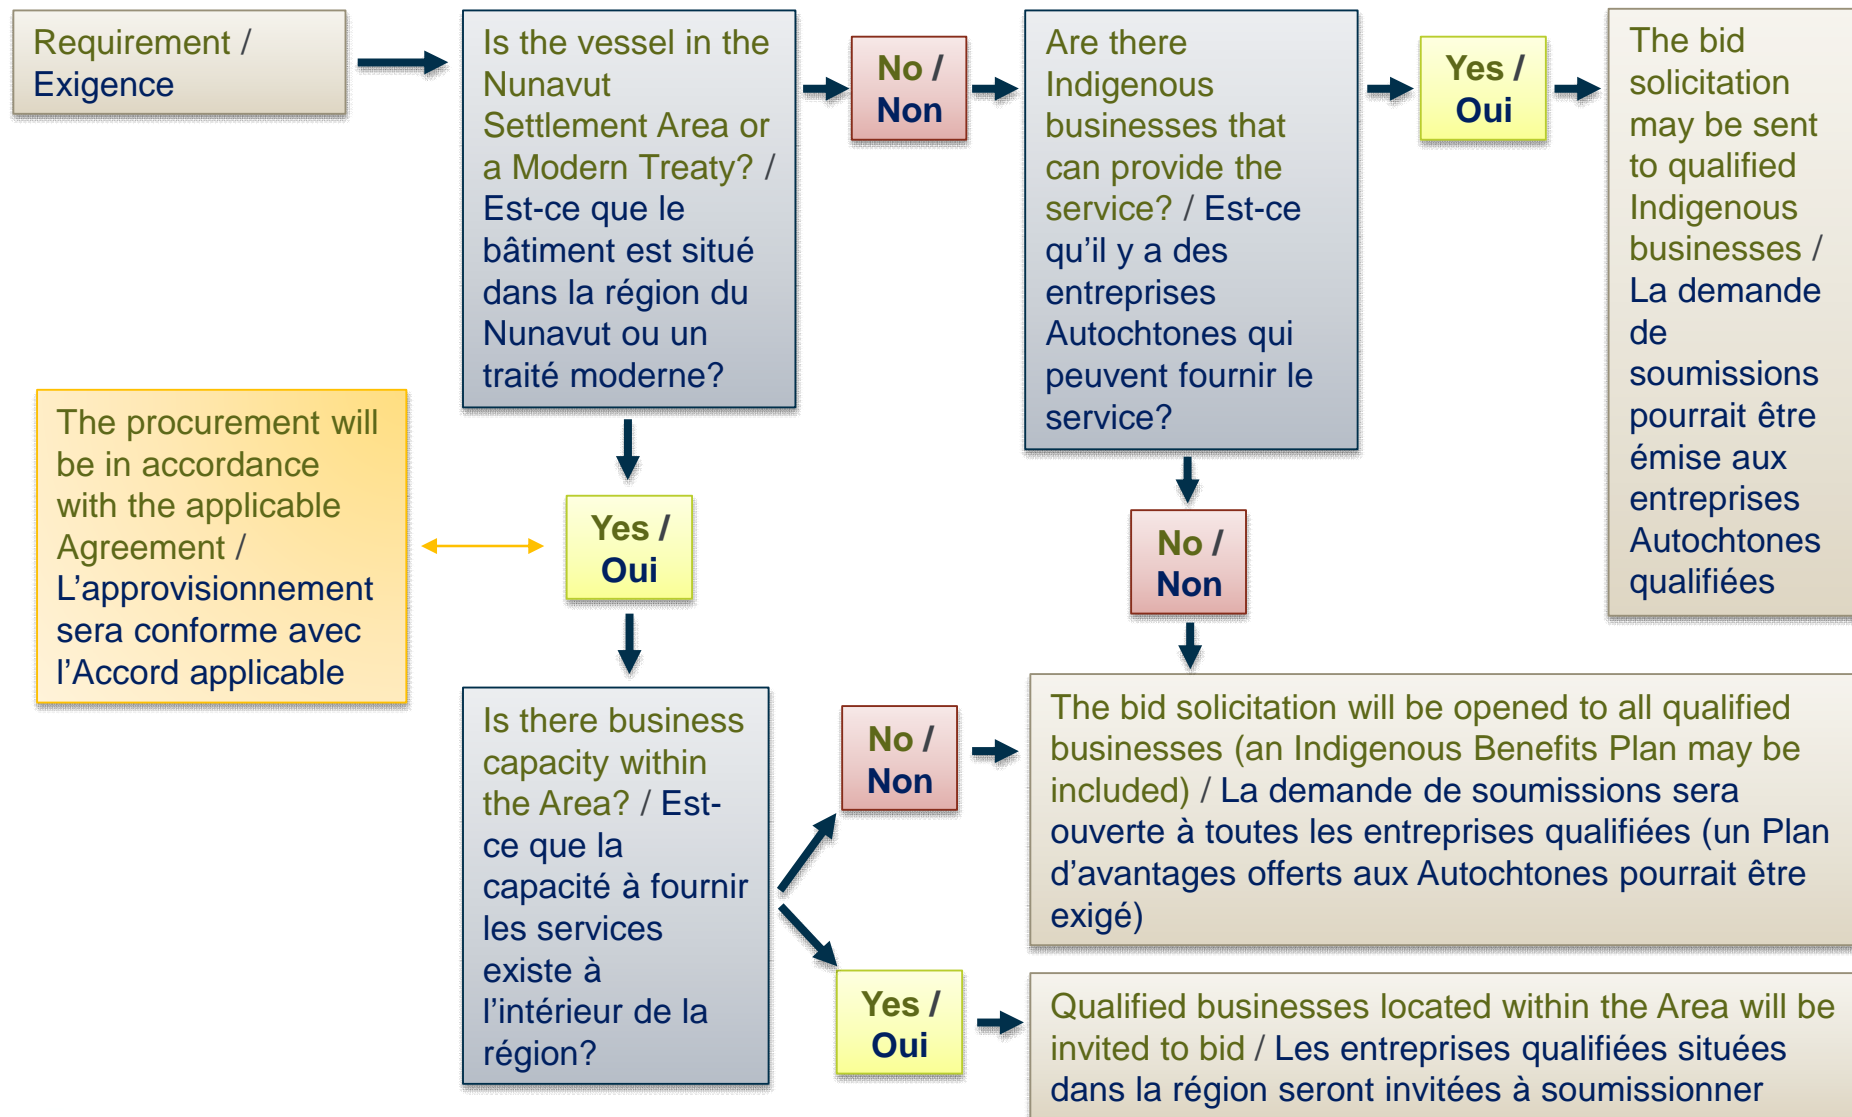 Requirement /
Exigence
Is the vessel in the
Nunavut
Settlement Area or
a Modern Treaty? /
Est-ce que le
bâtiment est situé
dans la région du
Nunavut ou un
traité moderne?
No /
Non
Are there
Indigenous
businesses that
can provide the
service? / Est-ce
qu'il y a des
entreprises
Autochtones qui
peuvent fournir le
service?
Yes /
Oui
The bid
solicitation
may be sent
to qualified
Indigenous
businesses /
La demande
de
soumissions
pourrait être
émise aux
entreprises
Autochtones
qualifiées
The procurement will
be in accordance
with the applicable
Agreement /
L'approvisionnement
sera conforme avec
l'Accord applicable
Yes /
Oui
No /
Non
Is there business
capacity within
the Area? / Est-
ce que la
capacité à fournir
les services
existe à
l'intérieur de la
région?
No /
Non
The bid solicitation will be opened to all qualified
businesses (an Indigenous Benefits Plan may be
included) / La demande de soumissions sera
ouverte à toutes les entreprises qualifiées (un Plan
d'avantages offerts aux Autochtones pourrait être
exigé)
Yes /
Oui
Qualified businesses located within the Area will be
invited to bid / Les entreprises qualifiées situées
dans la région seront invitées à soumissionner